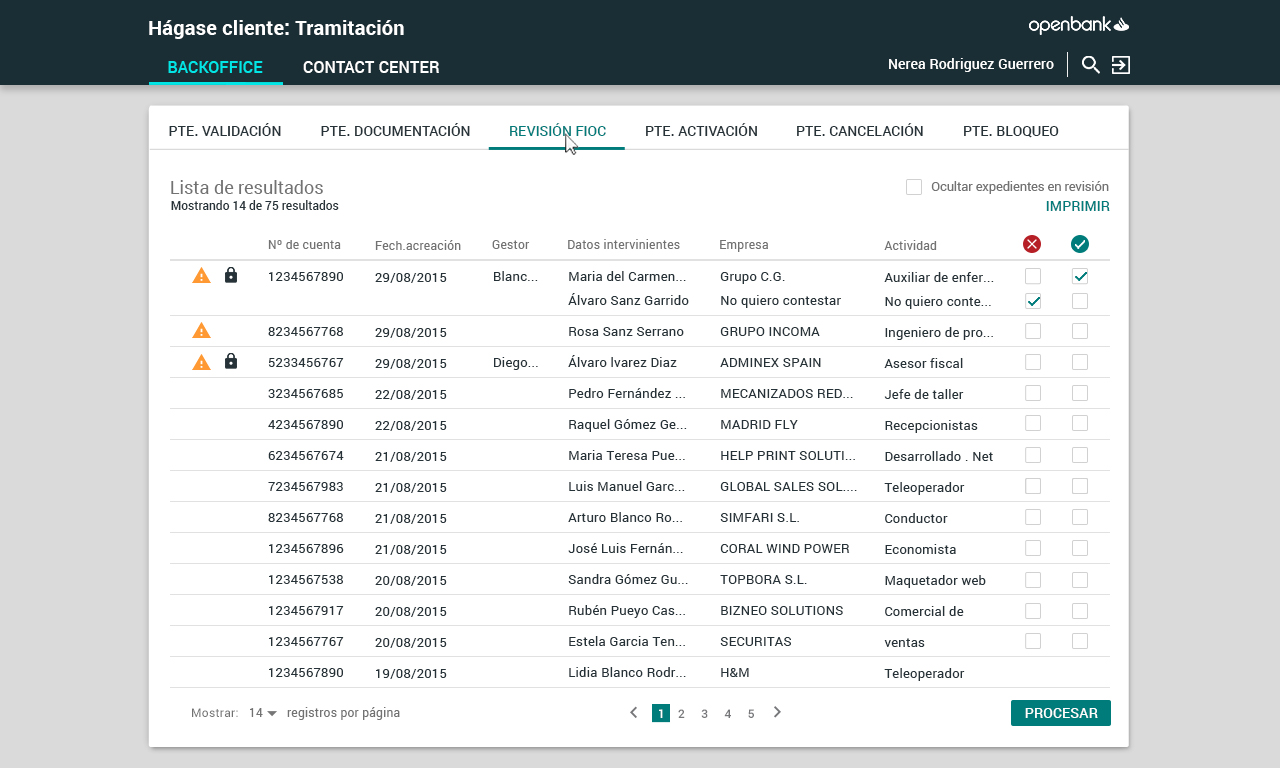 Hágase cliente: Tramitación
openbank
BACKOFFICE CONTACT CENTER
Nerea Rodriguez Guerrero
PTE. VALIDACIÓN PTE. DOCUMENTACIÓN REVISIÓN FIOC PTE. ACTIVACIÓN PTE. CANCELACIÓN PTE. BLOQUEO
Lista de resultados
Ocultar expedientes en revisión
Mostrando 14 de 75 resultados
IMPRIMIR
Nº de cuenta Fech.acreación Gestor Datos intervinientes Empresa Actividad
1234567890 29/08/2015 Blanc... Maria del Carmen... Grupo C.G. Auxiliar de enfer...
Álvaro Sanz Garrido No quiero contestar No quiero conte...
8234567768 29/08/2015 Rosa Sanz Serrano GRUPO INCOMA Ingeniero de pro...
5233456767 29/08/2015 Diego... Álvaro lvarez Diaz ADMINEX SPAIN Asesor fiscal
3234567685 22/08/2015 Pedro Fernández ... MECANIZADOS RED... Jefe de taller
4234567890 22/08/2015 Raquel Gómez Ge... MADRID FLY Recepcionistas
6234567674 21/08/2015 Maria Teresa Pue... HELP PRINT SOLUTI... Desarrollado . Net
7234567983 21/08/2015 Luis Manuel Garc... GLOBAL SALES SOL.... Teleoperador
8234567768 21/08/2015 Arturo Blanco Ro... SIMFARI S.L. Conductor
1234567896 21/08/2015 José Luis Fernán... CORAL WIND POWER Economista
1234567538 20/08/2015 Sandra Gómez Gu... TOPBORA S.L. Maquetador web
1234567917 20/08/2015 Rubén Pueyo Cas... BIZNEO SOLUTIONS Comercial de
1234567767 20/08/2015 Estela Garcia Ten... SECURITAS ventas
1234567890 19/08/2015 Lidia Blanco Rodr... H&M Teleoperador
Mostrar: 14 registros por página 1 2 3 4 5 PROCESAR